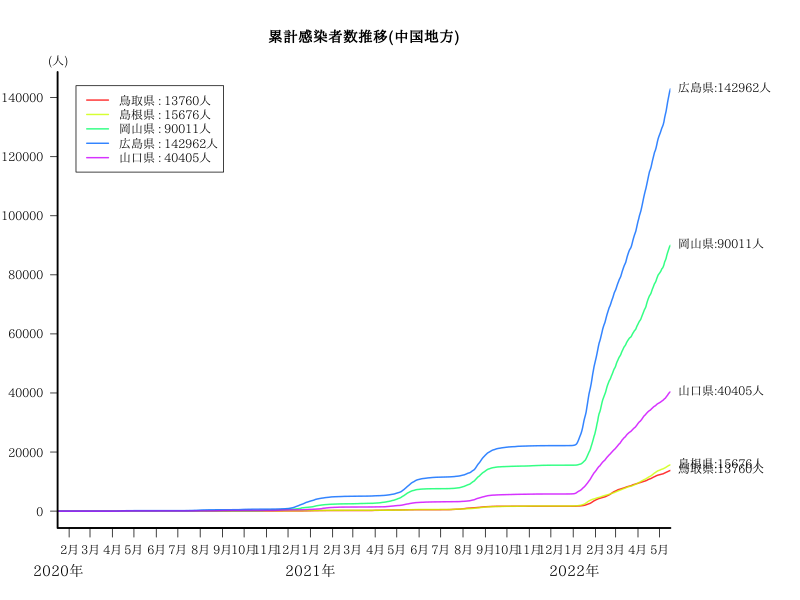 累計感染者数推移(中国地方)
(人)
鳥取県 : 13760人
島根県 : 15676人
岡山県 : 90011人
広島県 : 142962人
山口県 : 40405人
140000
120000
100000
80000
60000
40000
20000
0
広島県:142962人
岡山県:90011人
山口県:40405人
島根県:15676人
鳥取県:13760人
2月 3月 4月 5月 6月 7月 8月 9月 10月 11月 12月 1月 2月 3月 4月 5月 6月 7月 8月 9月 10月 11月 12月 1月 2月 3月 4月 5月
2020年 2021年 2022年